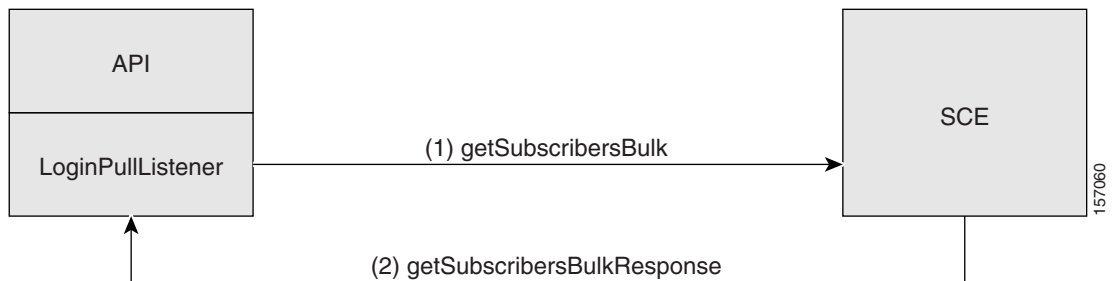 API
LoginPullListener
(1) getSubscribersBulk
SCE
157060
(2) getSubscribersBulkResponse